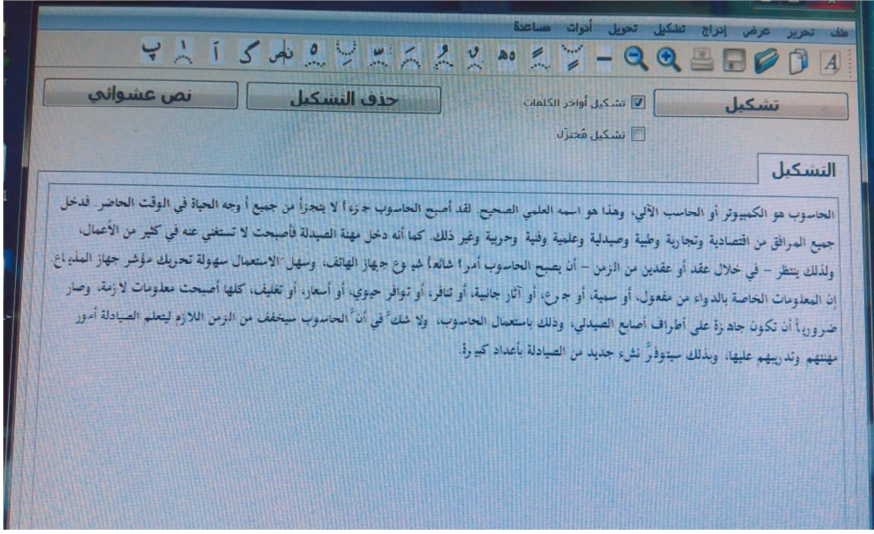 ملف تحرير عرض إدراج تشكيل تحويل أدوات مساعدة
تشكيل
تشكيل أواخر الكلمات
حذف التشكيل
نص عشوائي
تشكيل مُختزَل
التشكيل
الحاسوب هو الكمبيوتر أو الحاسب الآلي، وهذا هو اسمه العلمي الصحيح. لقد أصبح الحاسوب جزءاً لا يتجزأ من جميع أوجه الحياة في الوقت الحاضر. فدخل
جميع المرافق من اقتصادية وتجارية وطبية وصيدلية وعلمية وفنية وحربية وغير ذلك. كما أنه دخل مهنة الصيدلة فأصبحت لا تستغني عنه في كثير من الأعمال،
ولذلك ينتظر – في خلال عقد أو عقدين من الزمن – أن يصبح الحاسوب أمراً شائعاً شيوع جهاز الهاتف، وسهل الاستعمال سهولة تحريك مؤشر جهاز المذياع
إن المعلومات الخاصة بالدواء من مفعول، أو سمية، أو جرع، أو آثار جانبية، أو تنافر، أو توافر حيوي، أو أسعار، أو تغليف، كلها أصبحت معلومات لازمة، وصار
ضرورياً أن تكون جاهزة على أطراف أصابع الصيدلي، وذلك باستعمال الحاسوب، ولا شكَّ في أنَّ الحاسوب سيخفف من الزمن اللازم ليتعلم الصيادلة أمور
مهنتهم وتدريبهم عليها، وبذلك سيتوفَّر نشء جديد من الصيادلة بأعداد كبيرة.